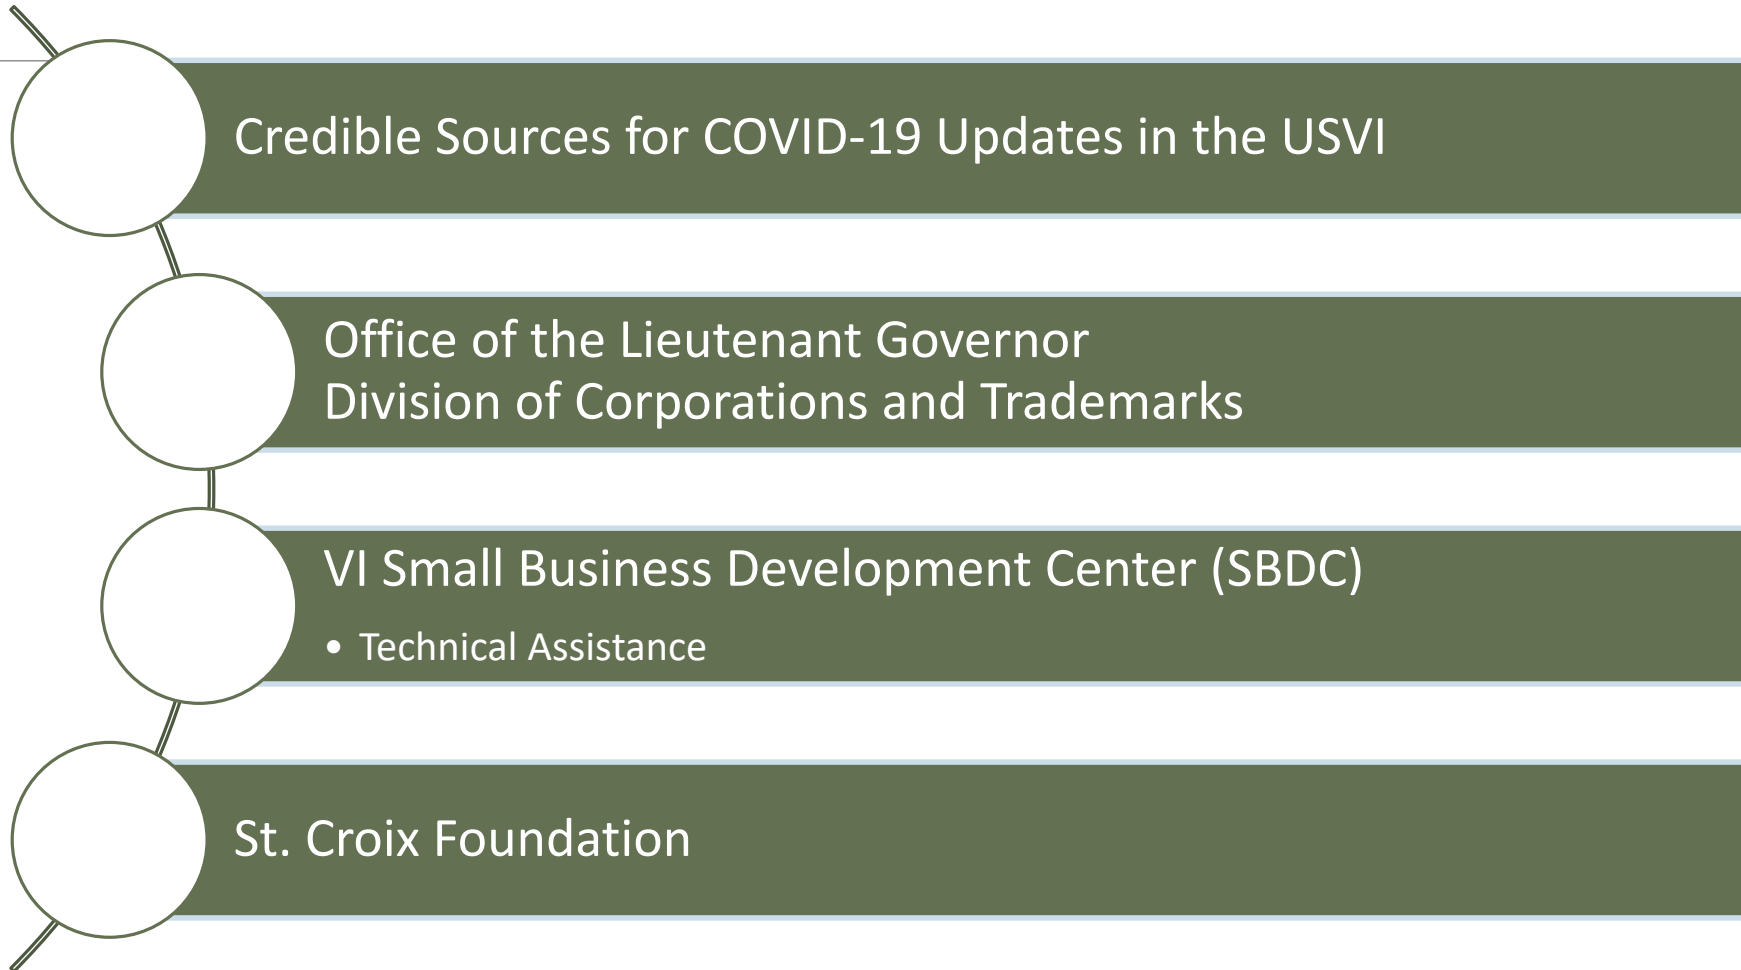 Credible Sources for COVID-19 Updates in the USVI
Office of the Lieutenant Governor
Division of Corporations and Trademarks
VI Small Business Development Center (SBDC)
• Technical Assistance
St. Croix Foundation